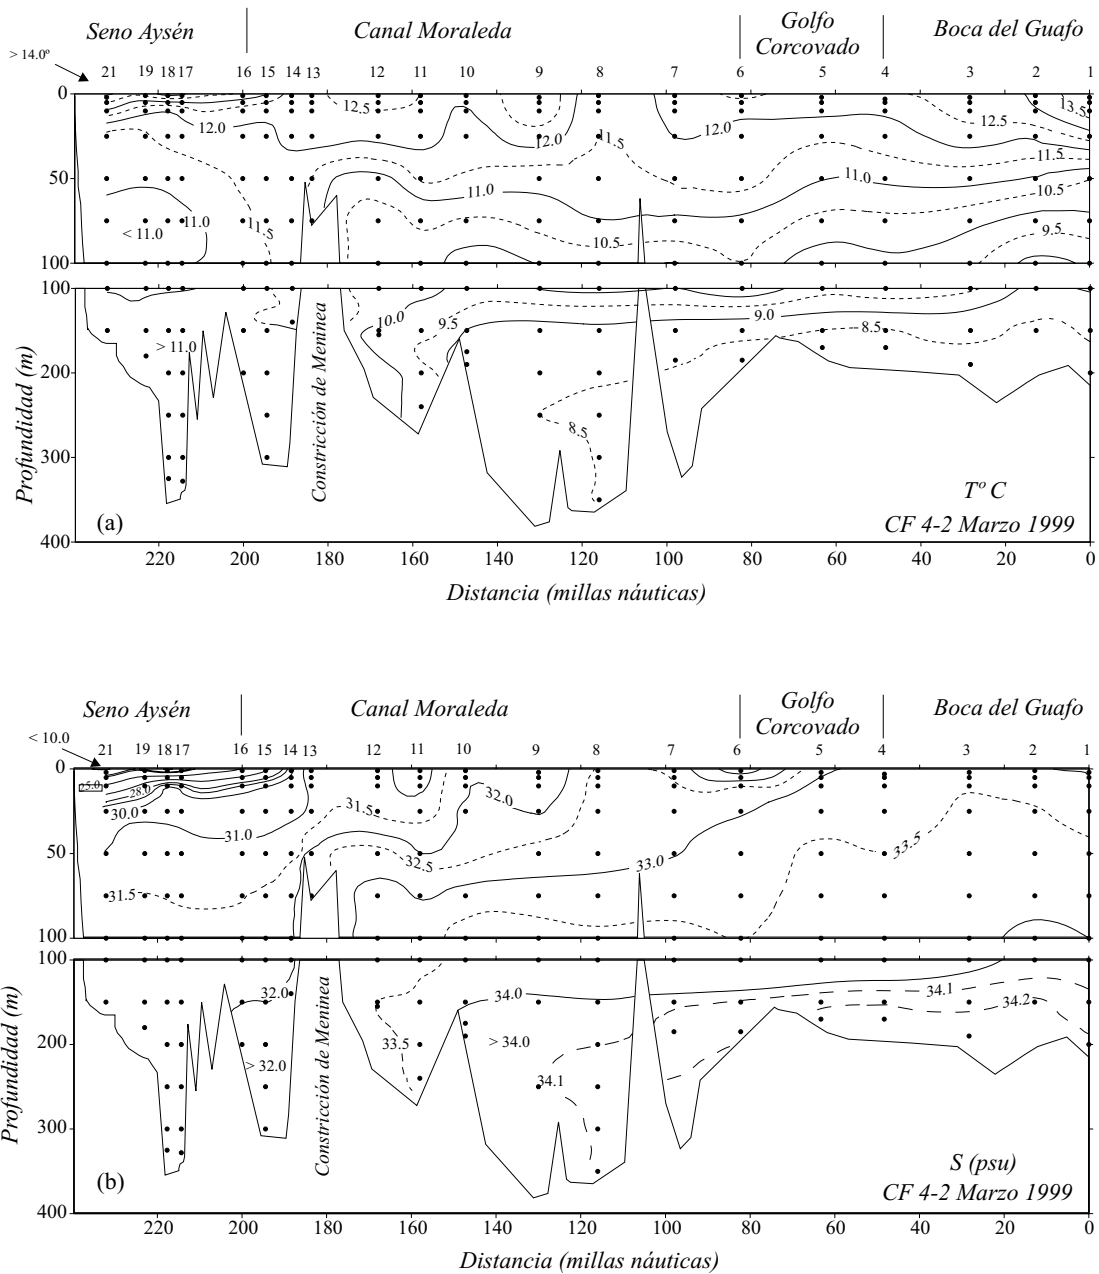 Seno Aysén
Canal Moraleda
Golfo
Corcovado
Boca del Guafo
> 14.0º
21 19 18 17 16 15 14 13 12 11 10 9 8 7 6 5 4 3 2 1
0
12.5
13.5
12.0
12.0
11.5
12.0
12.5
50
11.5
11.0
11.0
10.5
11.0
< 11.0
11.5
10.5
9.5
100
100
10.0
9.5
9.0
8.5
> 11.0
200
8.5
300
400
Profundidad (m)
Constricción de Meninea
(a)
Tº C
CF 4-2 Marzo 1999
220 200 180 160 140 120 100 80 60 40 20 0
Distancia (millas náuticas)
Seno Aysén
Canal Moraleda
Golfo
Corcovado
Boca del Guafo
< 10.0
21 19 18 17 16 15 14 13 12 11 10 9 8 7 6 5 4 3 2 1
0
25.0
28.0
30.0
31.5
32.0
31.0
33.5
50
32.5
33.0
31.5
100
100
32.0
34.0
34.1
34.2
33.5
> 34.0
200
> 32.0
34.1
300
400
Profundidad (m)
Constricción de Meninea
(b)
S (psu)
CF 4-2 Marzo 1999
220 200 180 160 140 120 100 80 60 40 20 0
Distancia (millas náuticas)